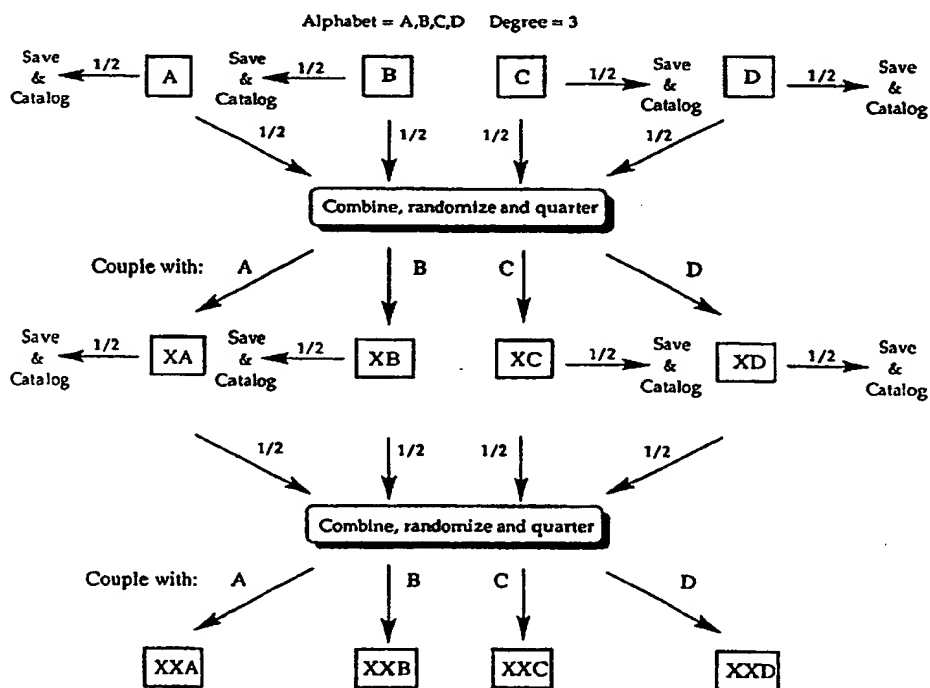 Alphabet = A,B,C,D Degree = 3
Save & Catalog 1/2 A Save & Catalog 1/2 B C 1/2 Save & Catalog D 1/2 Save & Catalog
1/2 1/2 1/2 1/2
Combine, randomize and quarter
Couple with: A B C D
Save & Catalog 1/2 XA Save & Catalog 1/2 XB XC 1/2 Save & Catalog XD 1/2 Save & Catalog
1/2 1/2 1/2 1/2
Combine, randomize and quarter
Couple with: A B C D
XXA XXB XXC XXD